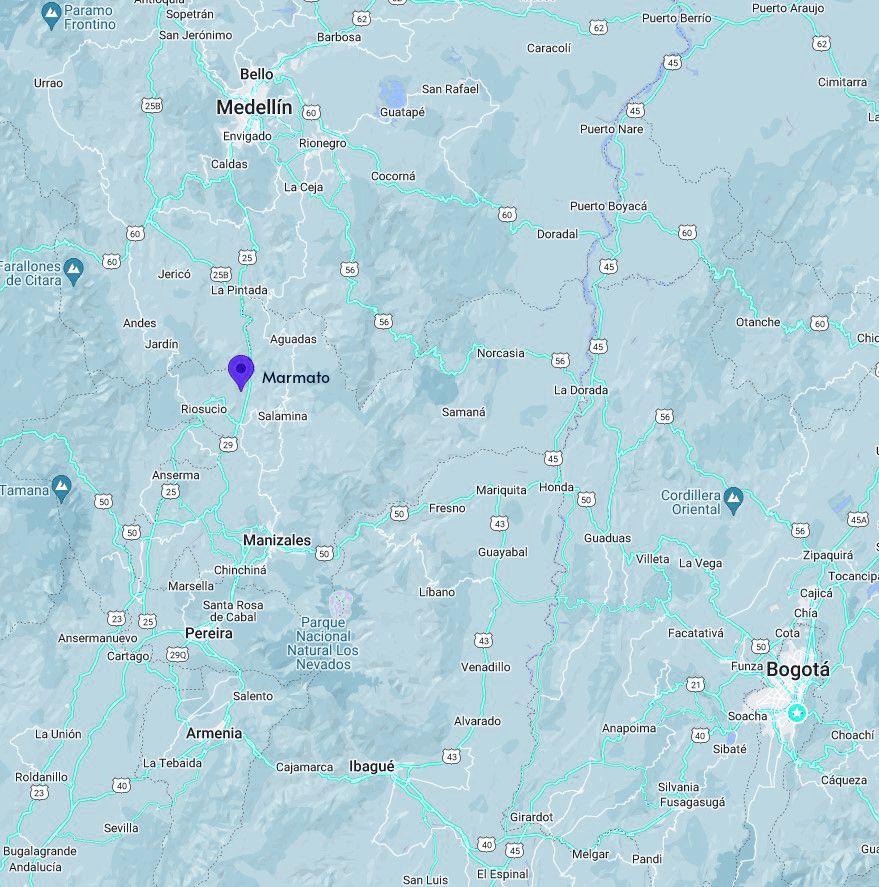 Antioquia
Puerto Araujo
Paramo
Frontino
Sopetrán
62
Puerto Berrío
San Jerónimo
Barbosa
62
62
Caracolí
45
Bello
Urrao
Cimitarra
San Rafael
25B
Medellín
60
Guatapé
45
La
Puerto Nare
Envigado
Rionegro
Caldas
Cocorná
La Ceja
Puerto Boyacá
60
60
60
Doradal
60
25
Farallones
de Citara
56
45
Jericó
25B
La Pintada
Andes
56
Otanche
60
Aguadas
Chic
Jardín
45
Norcasia
56
Marmato
La Dorada
Riosucio
Salamina
Samaná
56
29
45
Anserma
Tamana
25
Mariquita
Honda
Cordillera
Oriental
50
50
Fresno
50
43
45A
50
56
Manizales
Guaduas
50
Guayabal
Zipaquirá
Villeta
La Vega
Chinchiná
Tocancipá
Marsella
Líbano
Cajicá
Santa Rosa
de Cabal
Chía
23
25
Parque
Nacional
Natural Los
Nevados
Ansermanuevo
Pereira
Facatativá
Cota
43
50
Cartago
29Q
Venadillo
Funza
Bogotá
21
Salento
Soacha
Alvarado
Anapoima
La Unión
Armenia
40
Choachí
Sibaté
43
La Tebaida
Cajamarca
Ibagué
Roldanillo
40
Cáqueza
23
Silvania
Fusagasugá
Girardot
Sevilla
40
45
Bugalagrande
Melgar
Pandi
Gua
Andalucía
El Espinal
San Luis